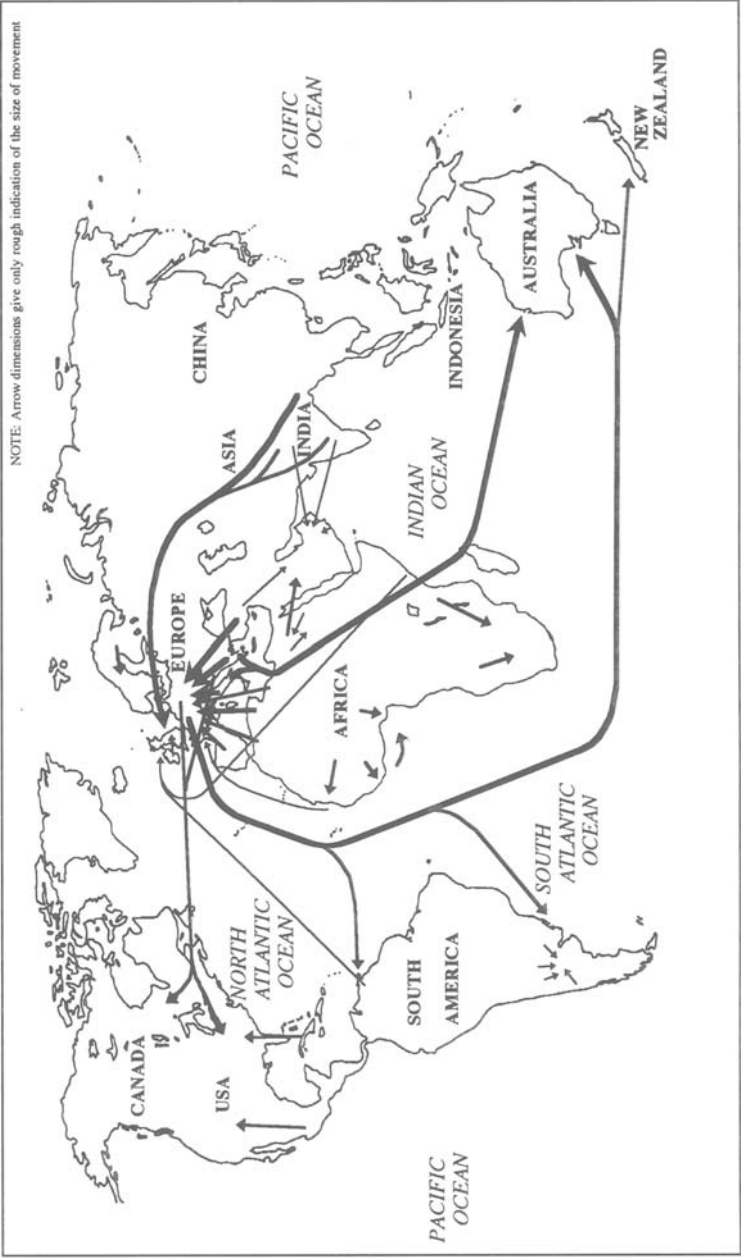 NOTE: Arrow dimensions give only rough indication of the size of movement
CANADA
USA
NORTH
ATLANTIC
OCEAN
EUROPE
ASIA
CHINA
INDIA
PACIFIC
OCEAN
PACIFIC
OCEAN
SOUTH
AMERICA
SOUTH
ATLANTIC
OCEAN
AFRICA
INDIAN
OCEAN
INDONESIA
AUSTRALIA
NEW
ZEALAND